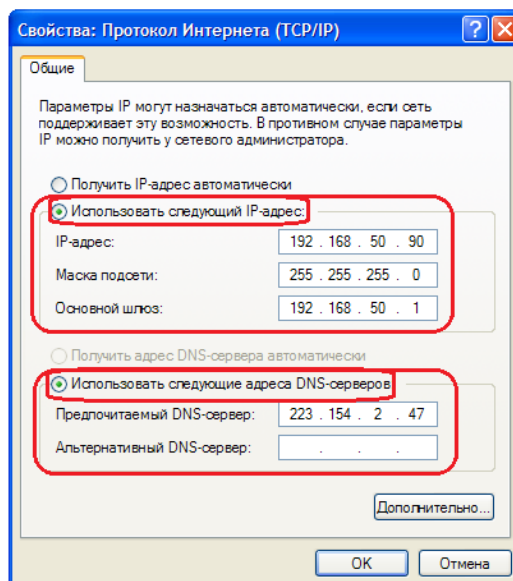 Свойства: Протокол Интернета (TCP/IP)
Общие
Параметры IP могут назначаться автоматически, если сеть
поддерживает эту возможность. В противном случае параметры
IP можно получить у сетевого администратора.
Получить IP-адрес автоматически
Использовать следующий IP-адрес:
IP-адрес: 192 . 168 . 50 . 90
Маска подсети: 255 . 255 . 255 . 0
Основной шлюз: 192 . 168 . 50 . 1
Получить адрес DNS-сервера автоматически
Использовать следующие адреса DNS-серверов
Предпочитаемый DNS-сервер: 223 . 154 . 2 . 47
Альтернативный DNS-сервер: . . .
Дополнительно...
OK Отмена